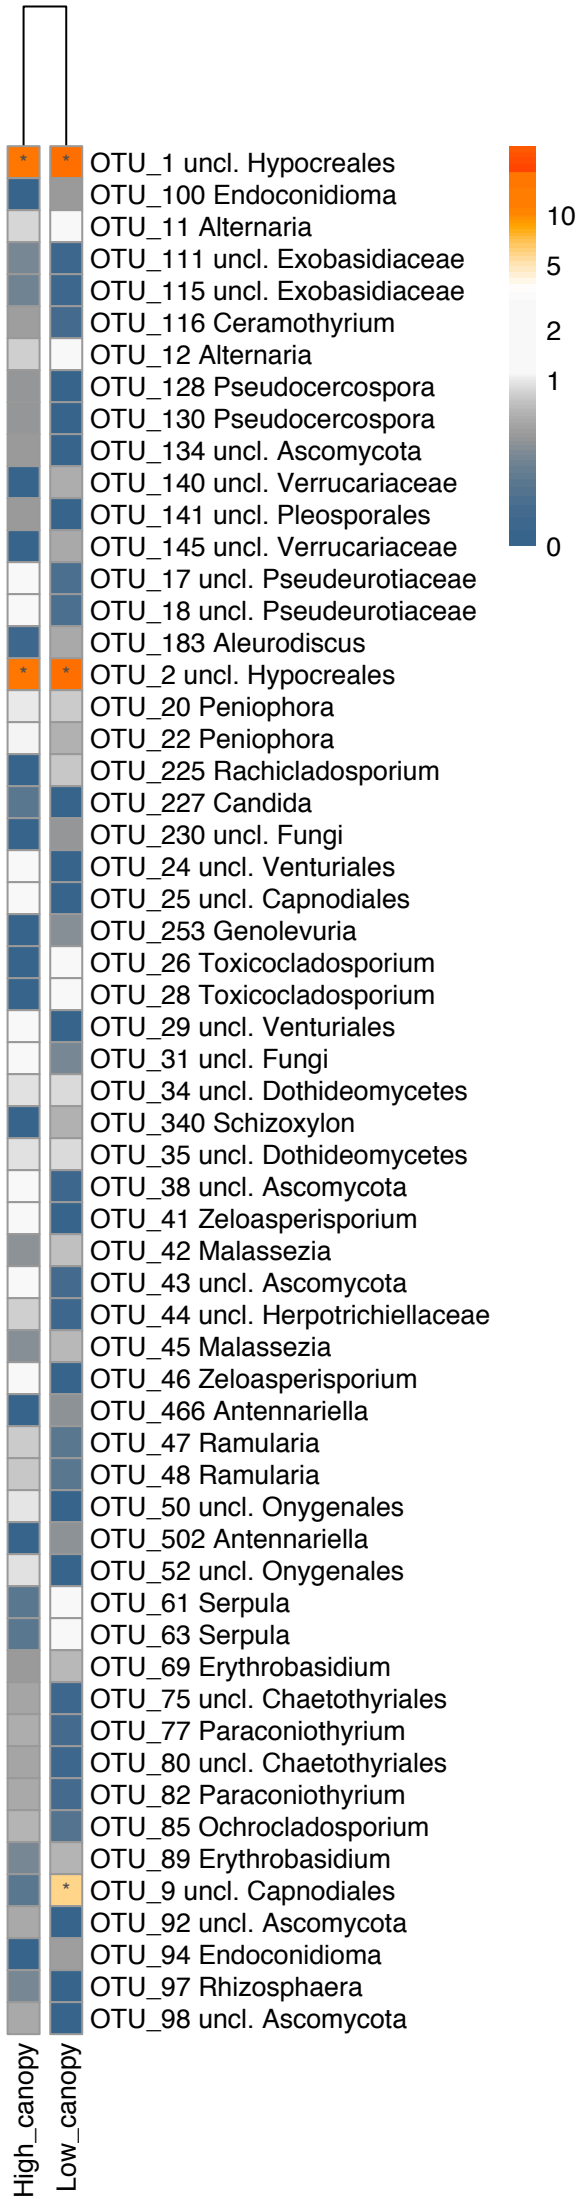 * * OTU_1 uncl. Hypocreales
OTU_100 Endoconidioma
OTU_11 Alternaria
OTU_111 uncl. Exobasidiaceae
OTU_115 uncl. Exobasidiaceae
OTU_116 Ceramothyrium
OTU_12 Alternaria
OTU_128 Pseudocercospora
OTU_130 Pseudocercospora
OTU_134 uncl. Ascomycota
OTU_140 uncl. Verrucariaceae
OTU_141 uncl. Pleosporales
OTU_145 uncl. Verrucariaceae
OTU_17 uncl. Pseudeurotiaceae
OTU_18 uncl. Pseudeurotiaceae
OTU_183 Aleurodiscus
* * OTU_2 uncl. Hypocreales
OTU_20 Peniophora
OTU_22 Peniophora
OTU_225 Rachicladosporium
OTU_227 Candida
OTU_230 uncl. Fungi
OTU_24 uncl. Venturiales
OTU_25 uncl. Capnodiales
OTU_253 Genolevuria
OTU_26 Toxicocladosporium
OTU_28 Toxicocladosporium
OTU_29 uncl. Venturiales
OTU_31 uncl. Fungi
OTU_34 uncl. Dothideomycetes
OTU_340 Schizoxylon
OTU_35 uncl. Dothideomycetes
OTU_38 uncl. Ascomycota
OTU_41 Zeloasperisporium
OTU_42 Malassezia
OTU_43 uncl. Ascomycota
OTU_44 uncl. Herpotrichiellaceae
OTU_45 Malassezia
OTU_46 Zeloasperisporium
OTU_466 Antennariella
OTU_47 Ramularia
OTU_48 Ramularia
OTU_50 uncl. Onygenales
OTU_502 Antennariella
OTU_52 uncl. Onygenales
OTU_61 Serpula
OTU_63 Serpula
OTU_69 Erythrobasidium
OTU_75 uncl. Chaetothyriales
OTU_77 Paraconiothyrium
OTU_80 uncl. Chaetothyriales
OTU_82 Paraconiothyrium
OTU_85 Ochrocladosporium
OTU_89 Erythrobasidium
* OTU_9 uncl. Capnodiales
OTU_92 uncl. Ascomycota
OTU_94 Endoconidioma
OTU_97 Rhizosphaera
OTU_98 uncl. Ascomycota
High_canopy
Low_canopy
10
5
2
1
0